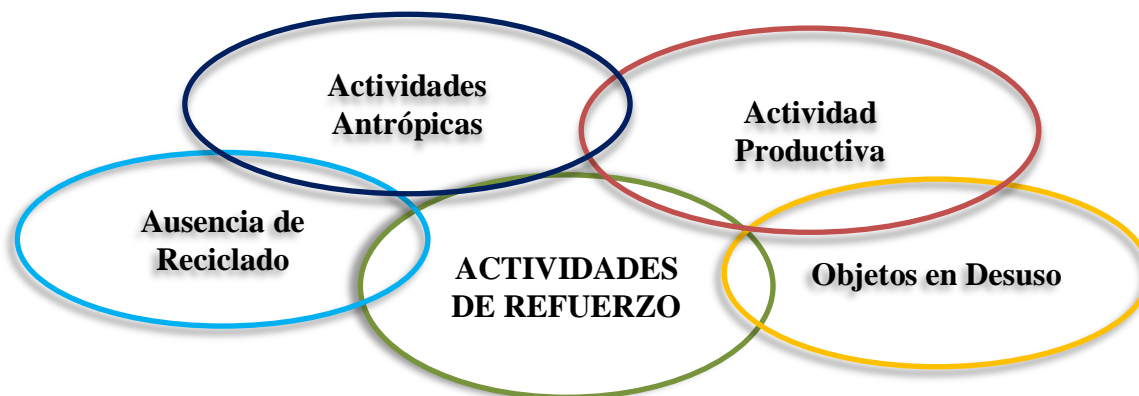 Actividades
Antrópicas
Actividad
Productiva
Ausencia de
Reciclado
ACTIVIDADES
DE REFUERZO
Objetos en Desuso